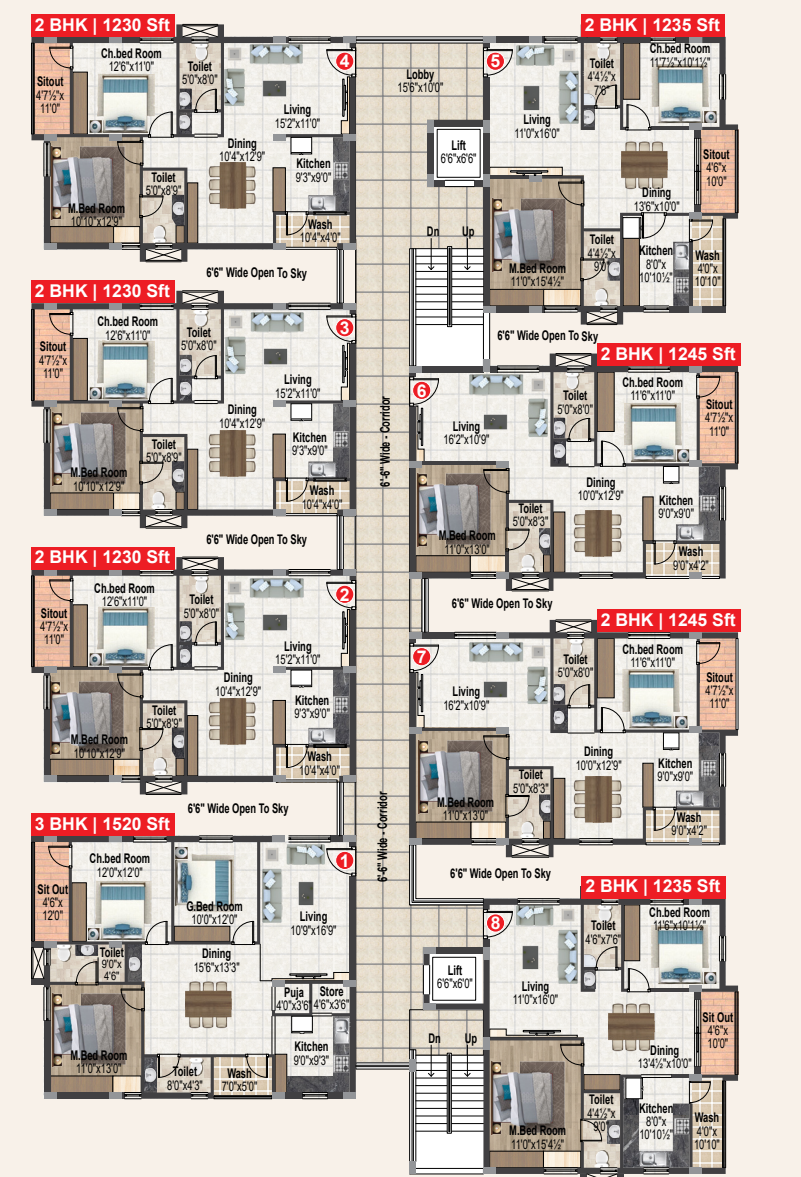 2 BHK | 1230 Sft
Sitout
4'7½"x
11'0"
Ch.bed Room
12'6"x11'0"
Toilet
5'0"x8'0"
4
Living
15'2"x11'0"
Dining
10'4"x12'9"
Kitchen
9'3"x9'0"
M.Bed Room
10'10"x12'9"
Toilet
5'0"x8'9"
Wash
10'4"x4'0"
6'6" Wide Open To Sky
Lobby
15'6"x10'0"
Lift
6'6"x6'6"
Dn
Up
2 BHK | 1235 Sft
5
Living
11'0"x16'0"
Toilet
4'4½"x
7'8"
Ch.bed Room
11'7½"x10'1½"
Sitout
4'6"x
10'0"
Dining
13'6"x10'0"
M.Bed Room
11'0"x15'4½"
Toilet
4'4½"x
9'0"
Kitchen
8'0"x
10'10½"
Wash
4'0"x
10'10"
6'6" Wide Open To Sky
2 BHK | 1230 Sft
Sitout
4'7½"x
11'0"
Ch.bed Room
12'6"x11'0"
Toilet
5'0"x8'0"
3
Living
15'2"x11'0"
Dining
10'4"x12'9"
Kitchen
9'3"x9'0"
M.Bed Room
10'10"x12'9"
Toilet
5'0"x8'9"
Wash
10'4"x4'0"
6'6" Wide Open To Sky
6'-6" Wide - Corridor
2 BHK | 1245 Sft
6
Living
16'2"x10'9"
Toilet
5'0"x8'0"
Ch.bed Room
11'6"x11'0"
Sitout
4'7½"x
11'0"
Dining
10'0"x12'9"
Kitchen
9'0"x9'0"
M.Bed Room
11'0"x13'0"
Toilet
5'0"x8'3"
Wash
9'0"x4'2"
6'6" Wide Open To Sky
2 BHK | 1230 Sft
Sitout
4'7½"x
11'0"
Ch.bed Room
12'6"x11'0"
Toilet
5'0"x8'0"
2
Living
15'2"x11'0"
Dining
10'4"x12'9"
Kitchen
9'3"x9'0"
M.Bed Room
10'10"x12'9"
Toilet
5'0"x8'9"
Wash
10'4"x4'0"
6'6" Wide Open To Sky
2 BHK | 1245 Sft
7
Living
16'2"x10'9"
Toilet
5'0"x8'0"
Ch.bed Room
11'6"x11'0"
Sitout
4'7½"x
11'0"
Dining
10'0"x12'9"
Kitchen
9'0"x9'0"
M.Bed Room
11'0"x13'0"
Toilet
5'0"x8'3"
Wash
9'0"x4'2"
6'6" Wide Open To Sky
6'-6" Wide - Corridor
3 BHK | 1520 Sft
Sit Out
4'6"x
12'0"
Ch.bed Room
12'0"x12'0"
G.Bed Room
10'0"x12'0"
1
Living
10'9"x16'9"
Toilet
9'0"x
4'6"
Dining
15'6"x13'3"
Puja
4'0"x3'6"
Store
4'6"x3'6"
M.Bed Room
11'0"x13'0"
Kitchen
9'0"x9'3"
Toilet
8'0"x4'3"
Wash
7'0"x5'0"
Lift
6'6"x6'0"
Dn
Up
2 BHK | 1235 Sft
8
Living
11'0"x16'0"
Toilet
4'6"x7'6"
Ch.bed Room
11'6"x10'1½"
Sit Out
4'6"x
10'0"
Dining
13'4½"x10'0"
M.Bed Room
11'0"x15'4½"
Toilet
4'4½"x
9'0"
Kitchen
8'0"x
10'10½"
Wash
4'0"x
10'10"